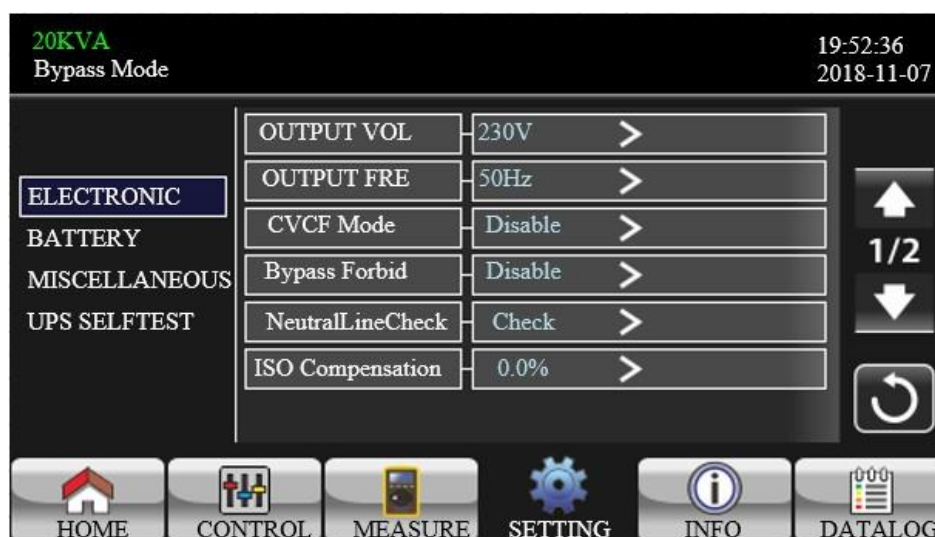 20KVA
Bypass Mode
19:52:36
2018-11-07
ELECTRONIC
BATTERY
MISCELLANEOUS
UPS SELFTEST
OUTPUT VOL 230V
OUTPUT FRE 50Hz
CVCF Mode Disable
Bypass Forbid Disable
NeutralLineCheck Check
ISO Compensation 0.0%
1/2
HOME CONTROL MEASURE SETTING INFO DATALOG